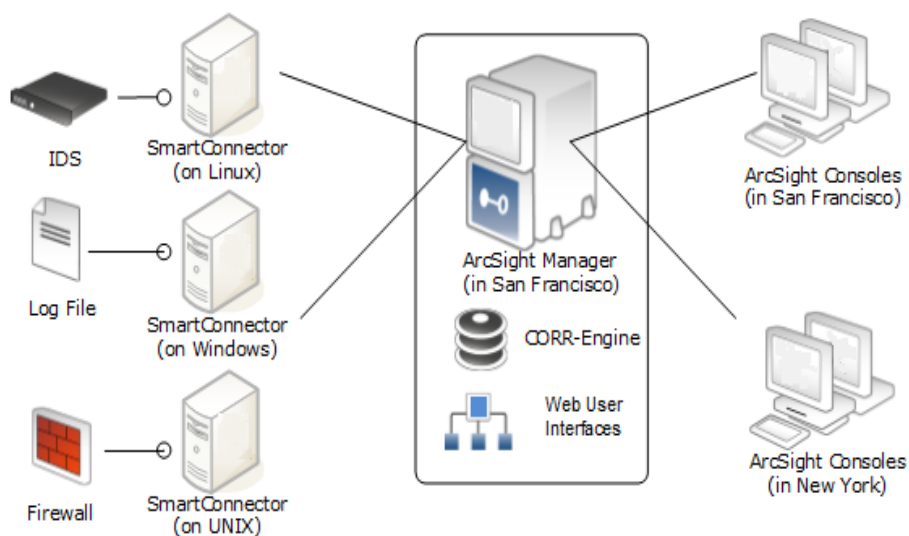 IDS
SmartConnector
(on Linux)
Log File
SmartConnector
(on Windows)
Firewall
SmartConnector
(on UNIX)
ArcSight Manager
(in San Francisco)
CORR-Engine
Web User
Interfaces
ArcSight Consoles
(in San Francisco)
ArcSight Consoles
(in New York)